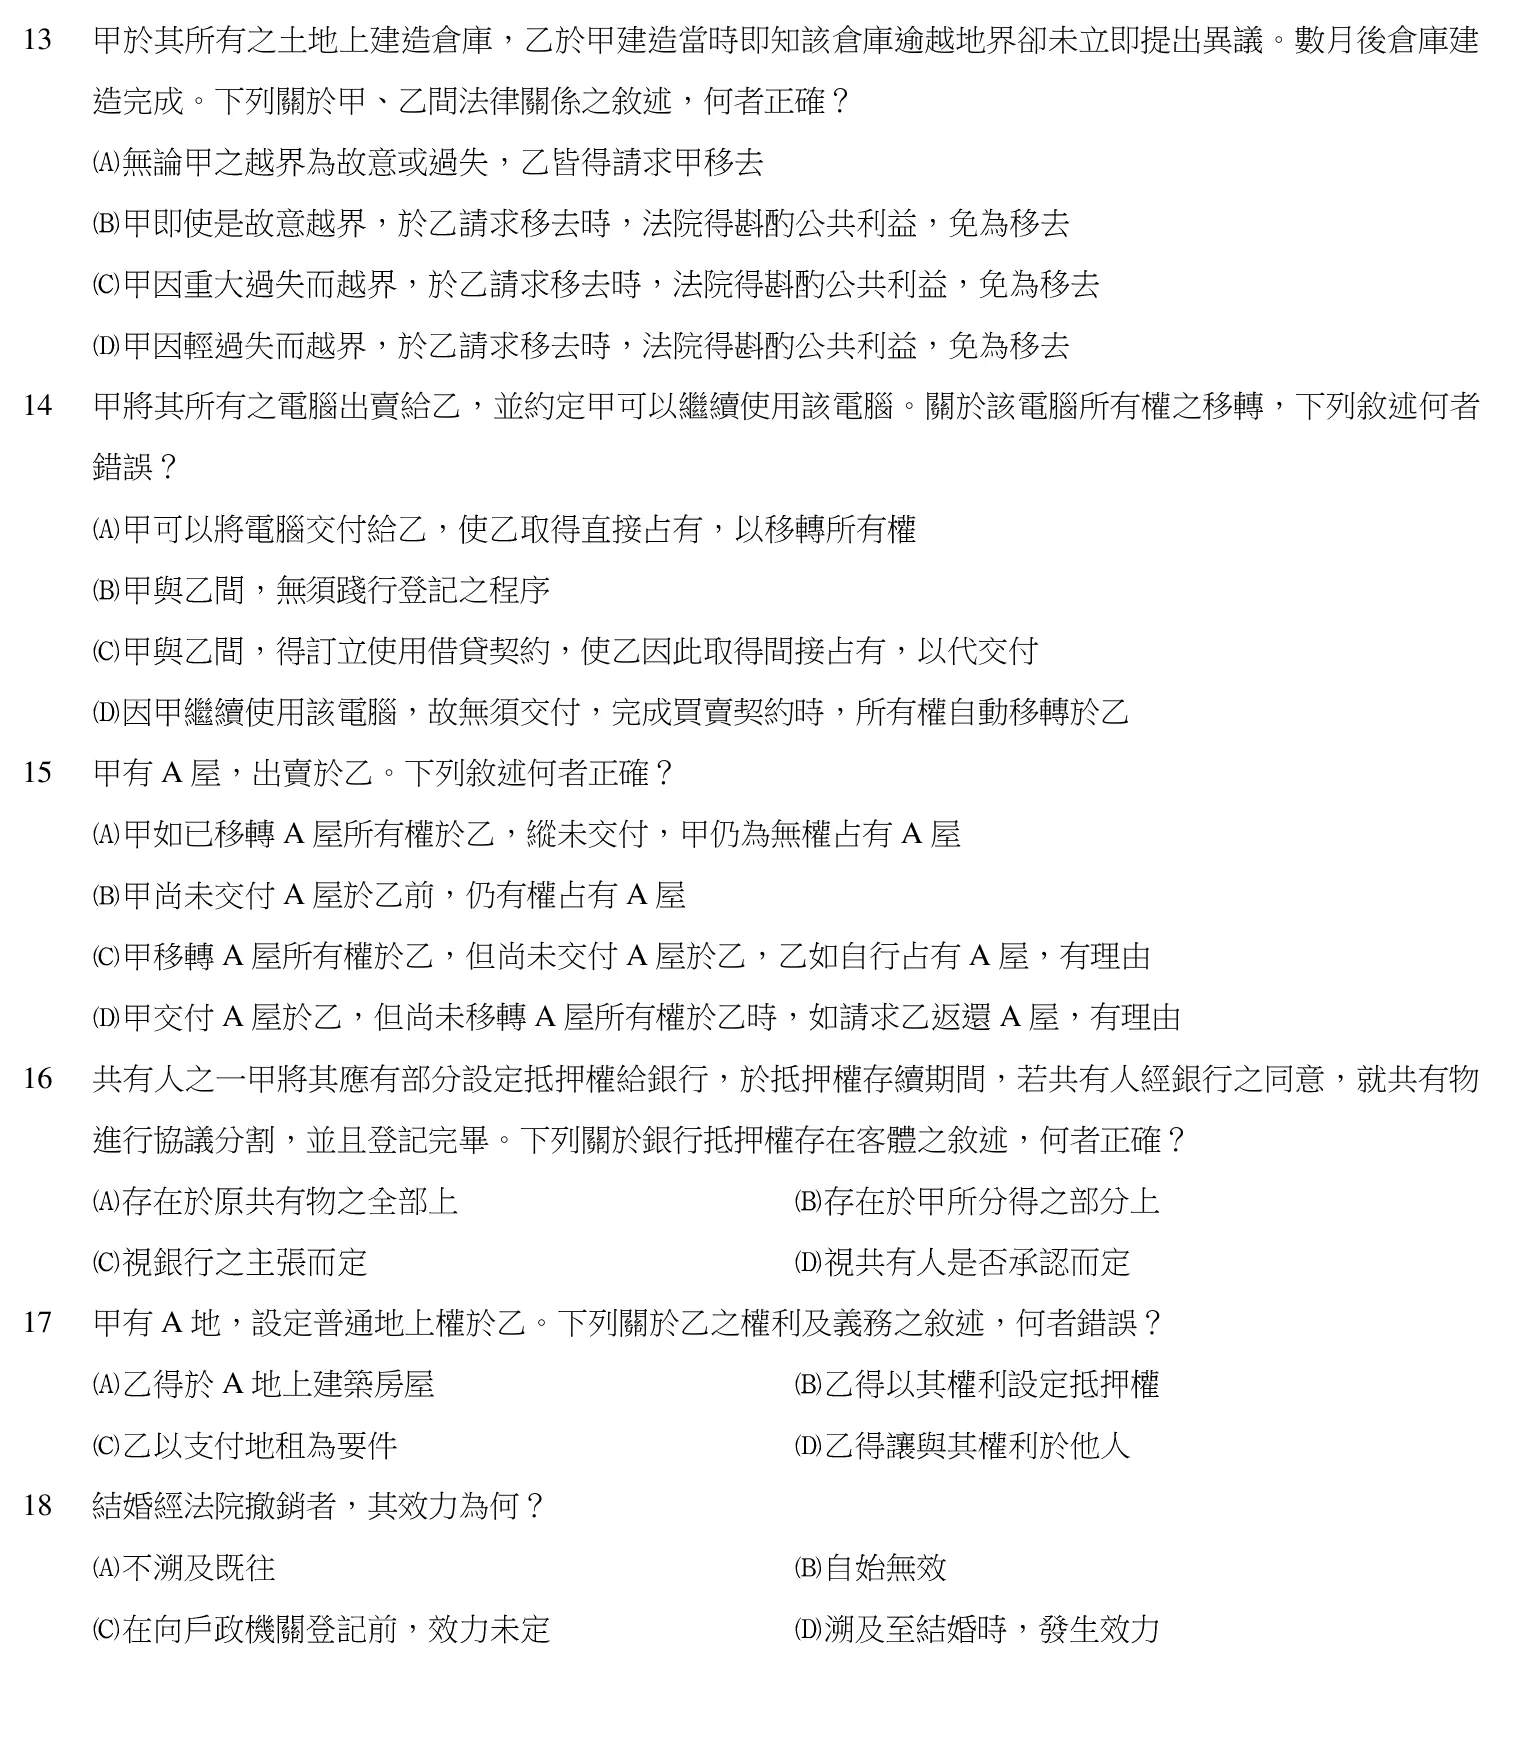 13 甲於其所有之土地上建造倉庫，乙於甲建造當時即知該倉庫逾越地界卻未立即提出異議。數月後倉庫建
造完成。下列關於甲、乙間法律關係之敘述，何者正確？
(A)無論甲之越界為故意或過失，乙皆得請求甲移去
(B)甲即使是故意越界，於乙請求移去時，法院得斟酌公共利益，免為移去
(C)甲因重大過失而越界，於乙請求移去時，法院得斟酌公共利益，免為移去
(D)甲因輕過失而越界，於乙請求移去時，法院得斟酌公共利益，免為移去
14 甲將其所有之電腦出賣給乙，並約定甲可以繼續使用該電腦。關於該電腦所有權之移轉，下列敘述何者
錯誤？
(A)甲可以將電腦交付給乙，使乙取得直接占有，以移轉所有權
(B)甲與乙間，無須踐行登記之程序
(C)甲與乙間，得訂立使用借貸契約，使乙因此取得間接占有，以代交付
(D)因甲繼續使用該電腦，故無須交付，完成買賣契約時，所有權自動移轉於乙
15 甲有 A 屋，出賣於乙。下列敘述何者正確？
(A)甲如已移轉 A 屋所有權於乙，縱未交付，甲仍為無權占有 A 屋
(B)甲尚未交付 A 屋於乙前，仍有權占有 A 屋
(C)甲移轉 A 屋所有權於乙，但尚未交付 A 屋於乙，乙如自行占有 A 屋，有理由
(D)甲交付 A 屋於乙，但尚未移轉 A 屋所有權於乙時，如請求乙返還 A 屋，有理由
16 共有人之一甲將其應有部分設定抵押權給銀行，於抵押權存續期間，若共有人經銀行之同意，就共有物
進行協議分割，並且登記完畢。下列關於銀行抵押權存在客體之敘述，何者正確？
(A)存在於原共有物之全部上 (B)存在於甲所分得之部分上
(C)視銀行之主張而定 (D)視共有人是否承認而定
17 甲有 A 地，設定普通地上權於乙。下列關於乙之權利及義務之敘述，何者錯誤？
(A)乙得於 A 地上建築房屋 (B)乙得以其權利設定抵押權
(C)乙以支付地租為要件 (D)乙得讓與其權利於他人
18 結婚經法院撤銷者，其效力為何？
(A)不溯及既往 (B)自始無效
(C)在向戶政機關登記前，效力未定 (D)溯及至結婚時，發生效力